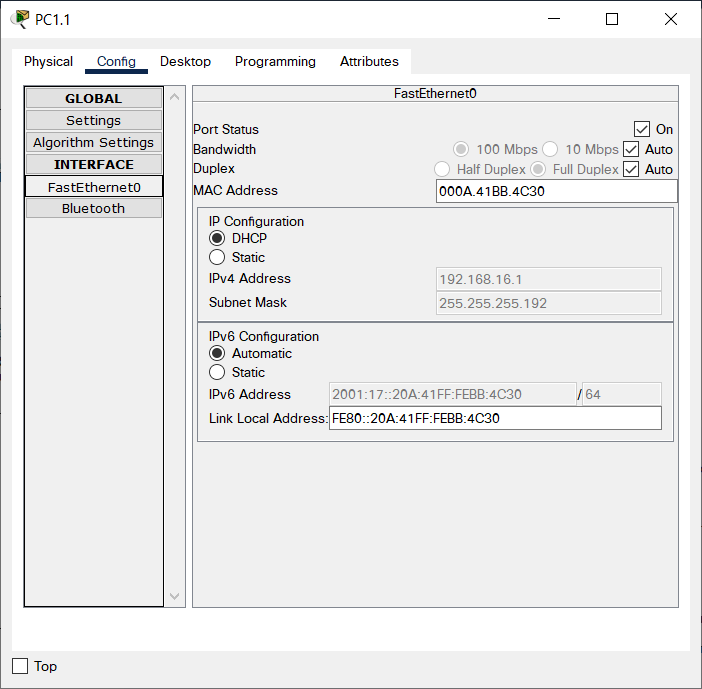 PC1.1
Physical Config Desktop Programming Attributes
GLOBAL
Settings
Algorithm Settings
INTERFACE
FastEthernet0
Bluetooth
FastEthernet0
Port Status On
Bandwidth 100 Mbps 10 Mbps Auto
Duplex Half Duplex Full Duplex Auto
MAC Address 000A.41BB.4C30
IP Configuration
DHCP
Static
IPv4 Address 192.168.16.1
Subnet Mask 255.255.255.192
IPv6 Configuration
Automatic
Static
IPv6 Address 2001:17::20A:41FF:FEBB:4C30 / 64
Link Local Address: FE80::20A:41FF:FEBB:4C30
Top